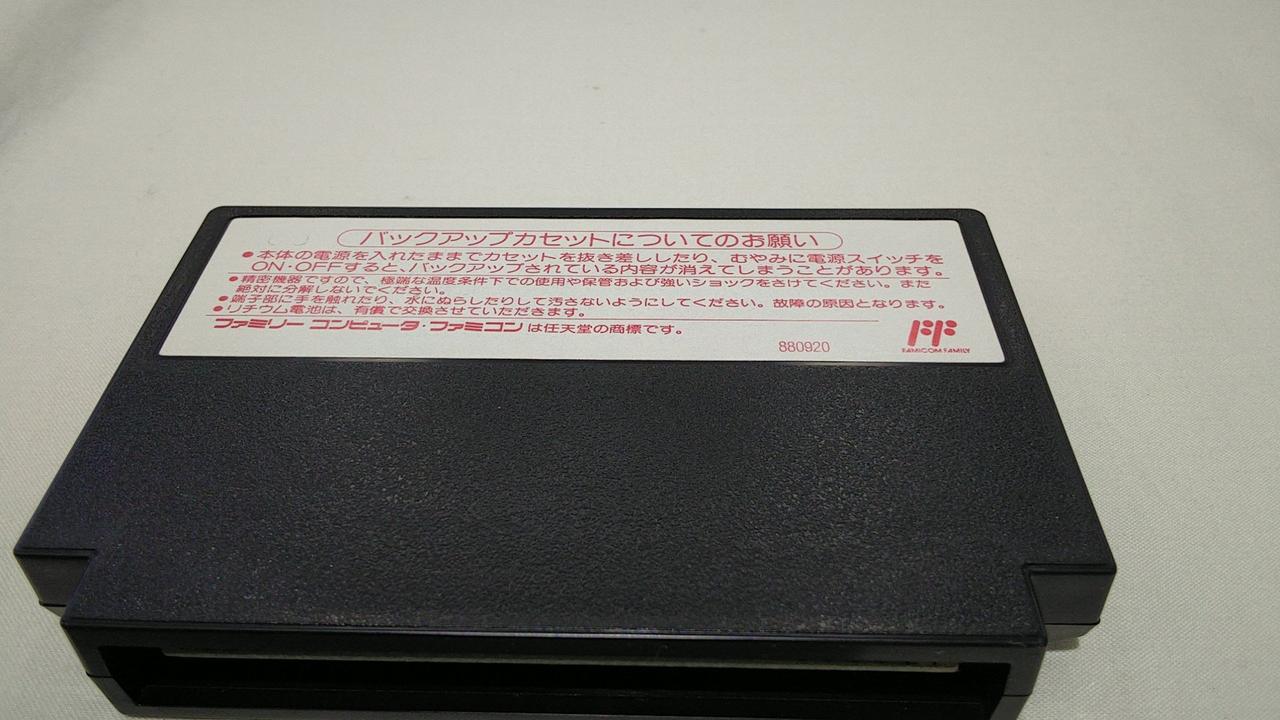 バックアップカセットについてのお願い
●本体の電源を入れたままでカセットを抜き差ししたり、むやみに電源スイッチを
ON・OFFすると、バックアップされている内容が消えてしまうことがあります。
●精密機器ですので、極端な温度条件下での使用や保管および強いショックをさけてください。また
絶対に分解しないでください。
●端子部に手を触れたり、水にぬらしたりして汚さないようにしてください。故障の原因となります。
●リチウム電池は、有償で交換させていただきます。
ファミリー コンピュータ・ファミコン は任天堂の商標です。
880920
FAMICOM FAMILY